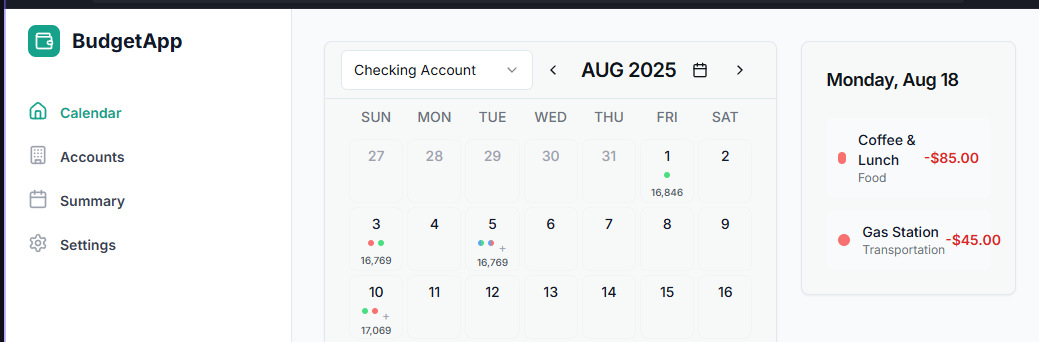 BudgetApp
Calendar
Accounts
Summary
Settings
Checking Account
AUG 2025
SUN MON TUE WED THU FRI SAT
27 28 29 30 31 1 2
16,846
3 4 5 6 7 8 9
+
16,769 16,769
10 11 12 13 14 15 16
+
17,069
Monday, Aug 18
Coffee &
Lunch -$85.00
Food
Gas Station -$45.00
Transportation